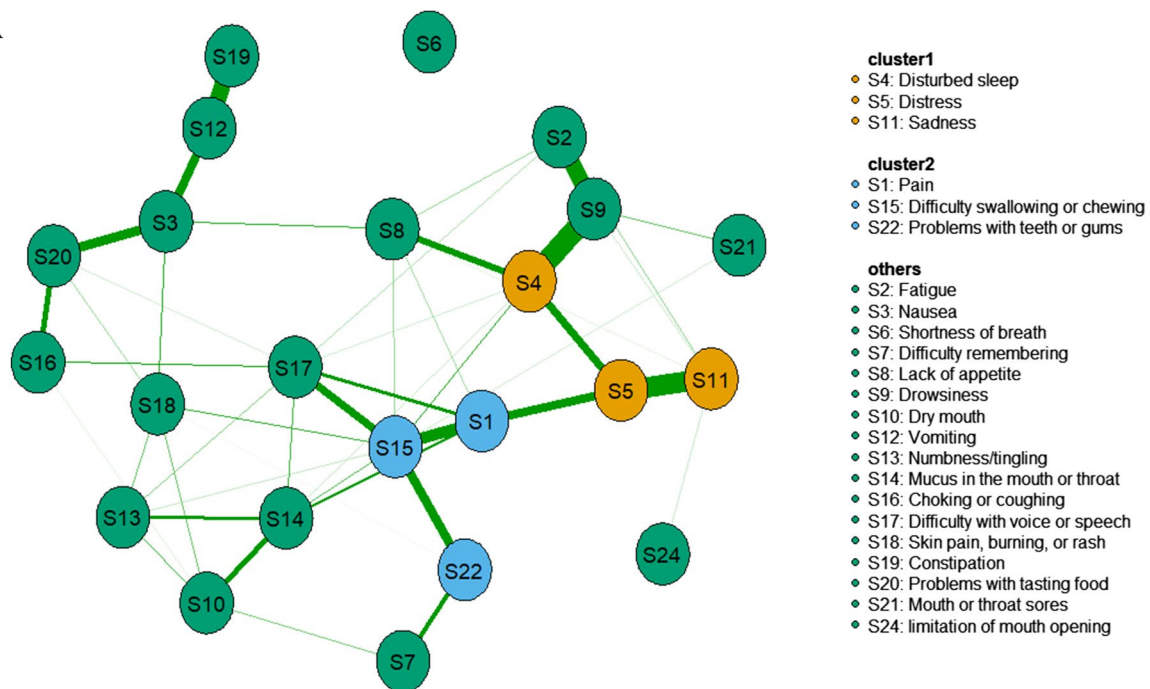 S19
S6
S12
S2
S9
S3
S8
S21
S20
S4
S16
S17
S5
S11
S18
S1
S15
S13
S14
S24
S22
S10
S7
cluster1
S4: Disturbed sleep
S5: Distress
S11: Sadness
cluster2
S1: Pain
S15: Difficulty swallowing or chewing
S22: Problems with teeth or gums
others
S2: Fatigue
S3: Nausea
S6: Shortness of breath
S7: Difficulty remembering
S8: Lack of appetite
S9: Drowsiness
S10: Dry mouth
S12: Vomiting
S13: Numbness/tingling
S14: Mucus in the mouth or throat
S16: Choking or coughing
S17: Difficulty with voice or speech
S18: Skin pain, burning, or rash
S19: Constipation
S20: Problems with tasting food
S21: Mouth or throat sores
S24: limitation of mouth opening